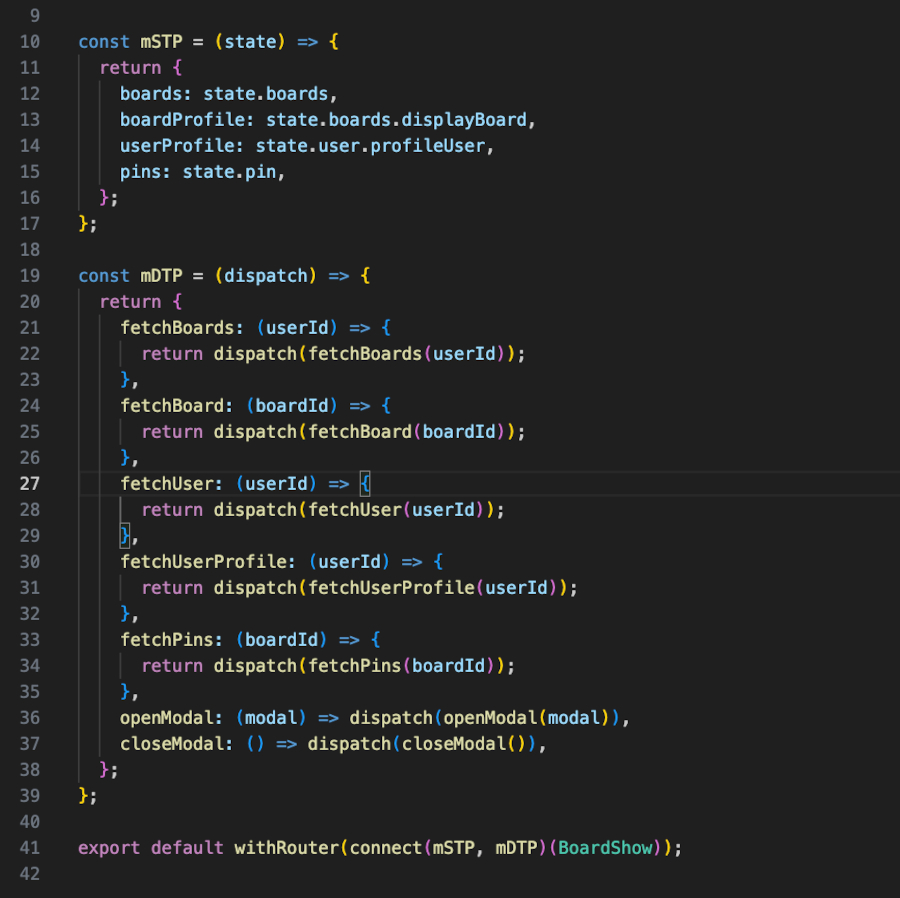 9
10 const mSTP = (state) => {
11   return {
12     boards: state.boards,
13     boardProfile: state.boards.displayBoard,
14     userProfile: state.user.profileUser,
15     pins: state.pin,
16   };
17 };
18
19 const mDTP = (dispatch) => {
20   return {
21     fetchBoards: (userId) => {
22       return dispatch(fetchBoards(userId));
23     },
24     fetchBoard: (boardId) => {
25       return dispatch(fetchBoard(boardId));
26     },
27     fetchUser: (userId) => {
28       return dispatch(fetchUser(userId));
29     },
30     fetchUserProfile: (userId) => {
31       return dispatch(fetchUserProfile(userId));
32     },
33     fetchPins: (boardId) => {
34       return dispatch(fetchPins(boardId));
35     },
36     openModal: (modal) => dispatch(openModal(modal)),
37     closeModal: () => dispatch(closeModal()),
38   };
39 };
40
41 export default withRouter(connect(mSTP, mDTP)(BoardShow));
42